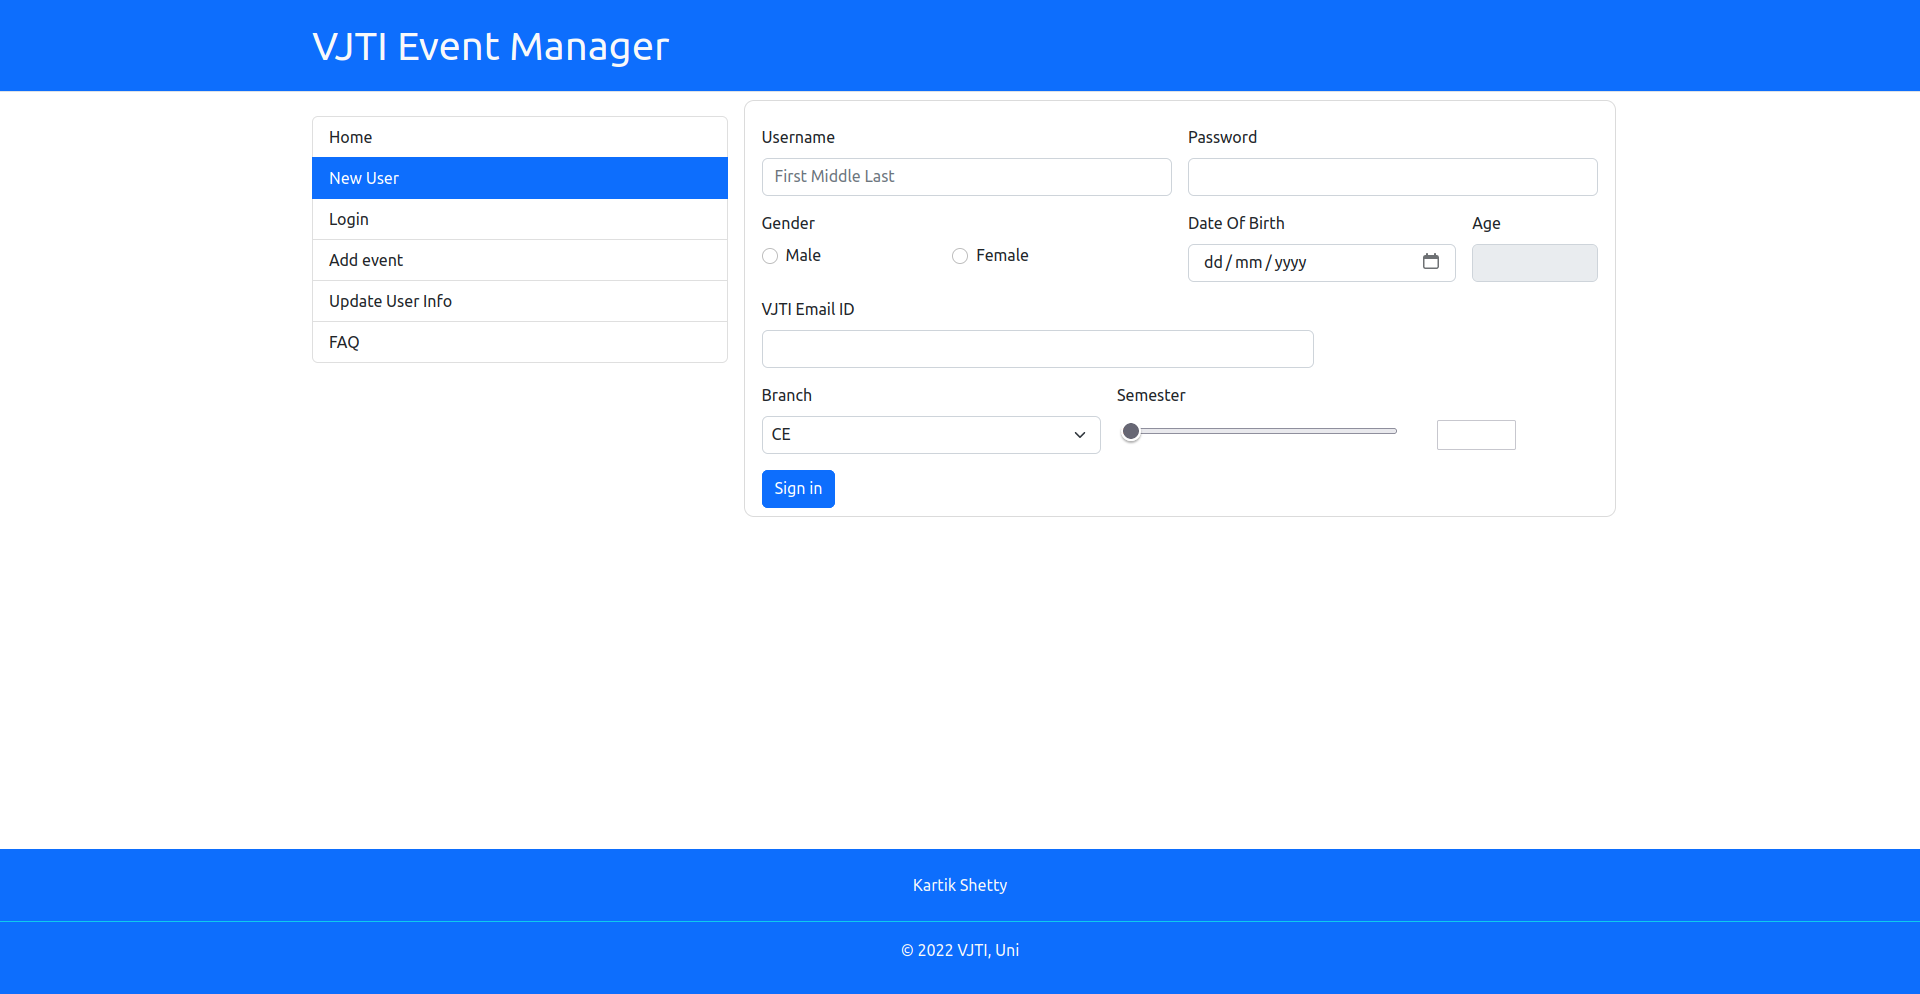 VJTI Event Manager
Home
New User
Login
Add event
Update User Info
FAQ
Username
Password
First Middle Last
Gender
Date Of Birth
Age
Male
Female
dd/mm/yyyy
VJTI Email ID
Branch
Semester
CE
Sign in
Kartik Shetty
© 2022 VJTI, Uni